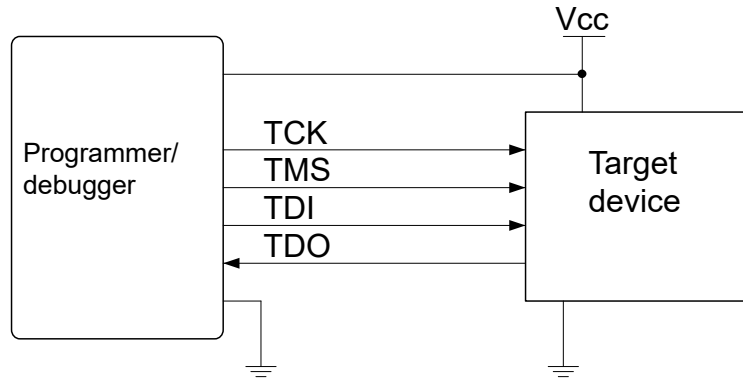 Vcc
Programmer/
debugger
TCK
TMS
TDI
TDO
Target
device